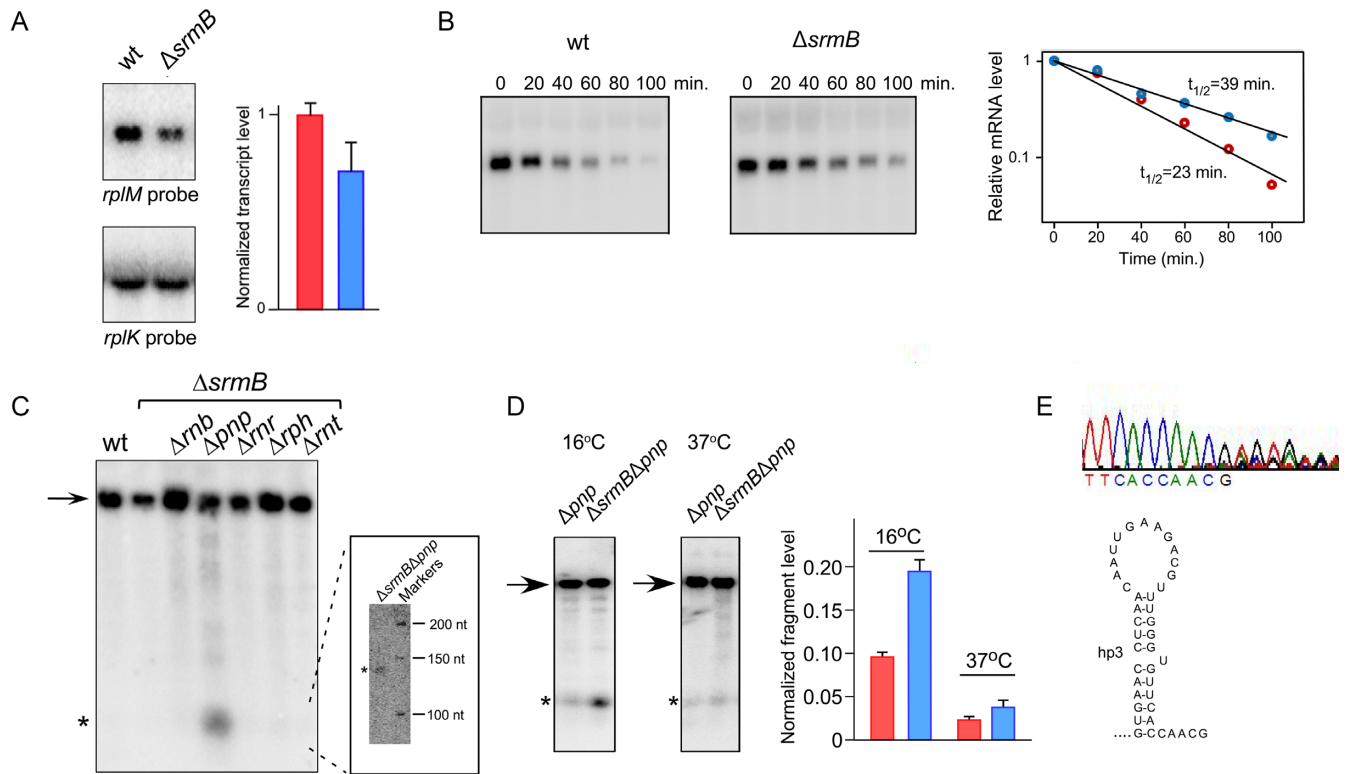 A
wt
ΔsrmB
rplM probe
rplK probe
Normalized transcript level
1
0
B
wt
ΔsrmB
0 20 40 60 80 100 min.
0 20 40 60 80 100 min.
Relative mRNA level
1
0.1
t1/2=39 min.
t1/2=23 min.
0 20 40 60 80 100
Time (min.)
C
ΔsrmB
wt
Δrnb
Δpnp
Δrnr
Δrph
Δrnt
*
ΔsrmBΔpnp
Markers
200 nt
150 nt
100 nt
*
D
16°C
37°C
Δpnp
ΔsrmBΔpnp
Δpnp
ΔsrmBΔpnp
*
*
Normalized fragment level
0.20
0.15
0.10
0.05
0
16°C
37°C
E
TTCACCAACG
hp3
CAAUUGAAGACGU
A-U
A-U
C-G
U-G
C-G
U
C-G
A-U
A-U
G-C
U-A
....G-CCAACG